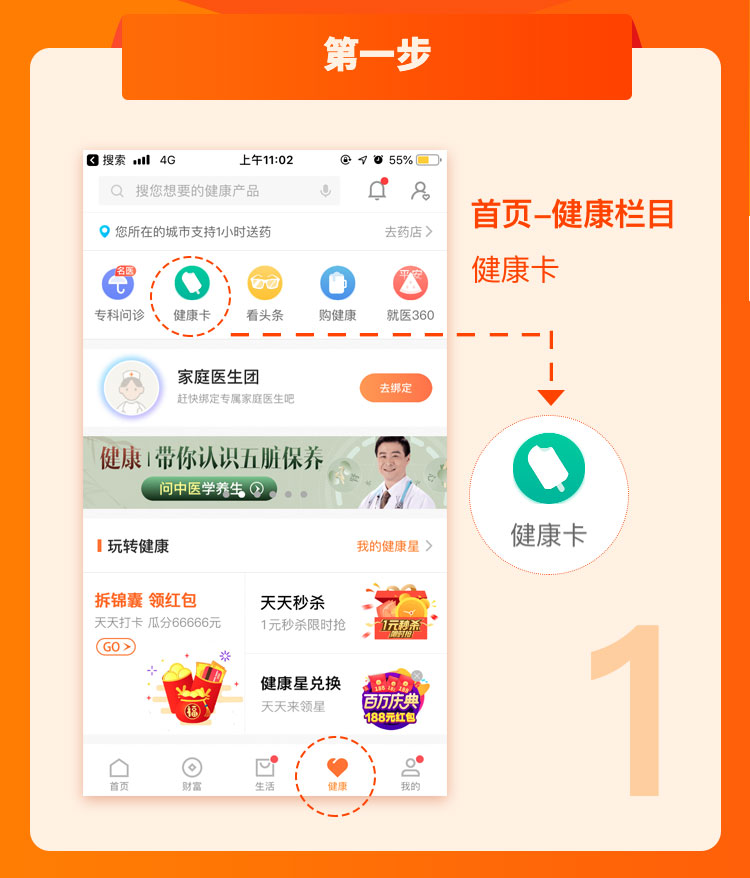 第一步
搜索 4G 上午11:02 55%
搜您想要的健康产品
首页-健康栏目
健康卡
您所在的城市支持1小时送药 去药店
名医 平安
专科问诊 健康卡 看头条 购健康 就医360
家庭医生团
赶快绑定专属家庭医生吧
去绑定
健康 带你认识五脏保养
问中医学养生
健康卡
玩转健康 我的健康星
拆锦囊 领红包
天天打卡 瓜分66666元
GO >
福
天天秒杀
1元秒杀限时抢
1元秒杀
限时抢
健康星兑换
天天来领星
188 188 188
百万庆典
188元红包
1
首页 财富 生活 健康 我的